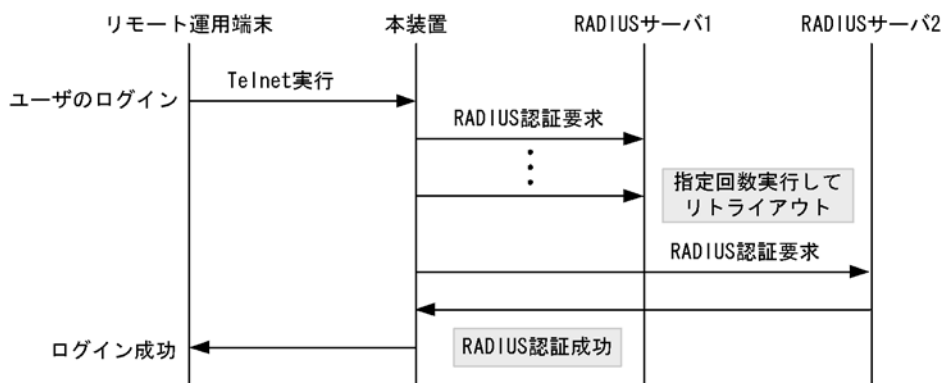 リモート運用端末
本装置
RADIUSサーバ1
RADIUSサーバ2
Telnet実行
ユーザのログイン
RADIUS認証要求
指定回数実行して
リトライアウト
RADIUS認証要求
ログイン成功
RADIUS認証成功